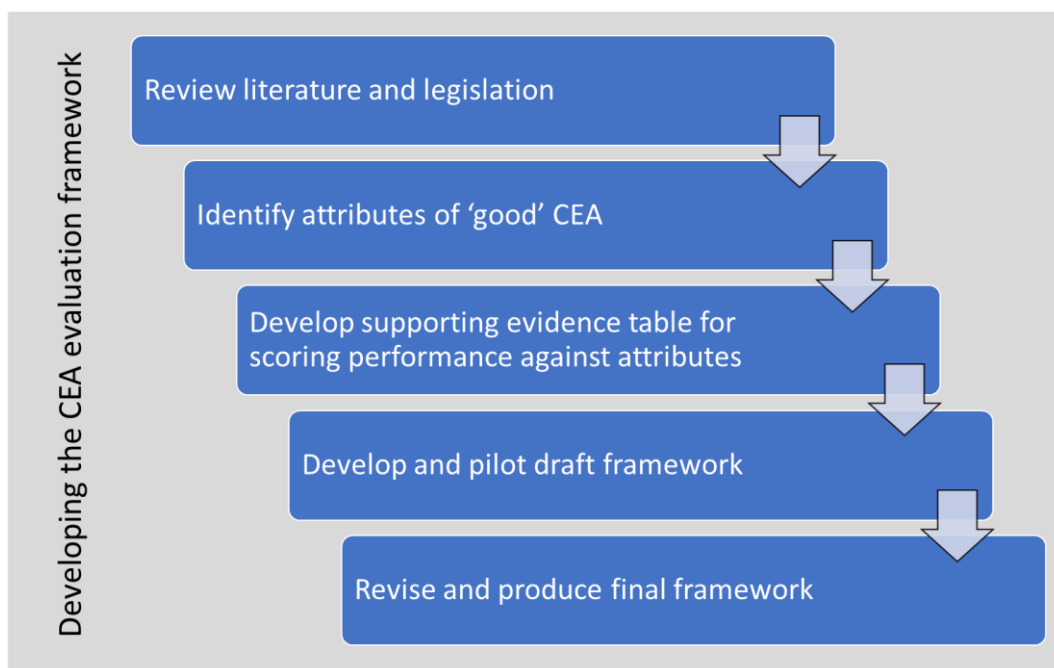 Developing the CEA evaluation framework
Review literature and legislation
Identify attributes of ‘good’ CEA
Develop supporting evidence table for
scoring performance against attributes
Develop and pilot draft framework
Revise and produce final framework